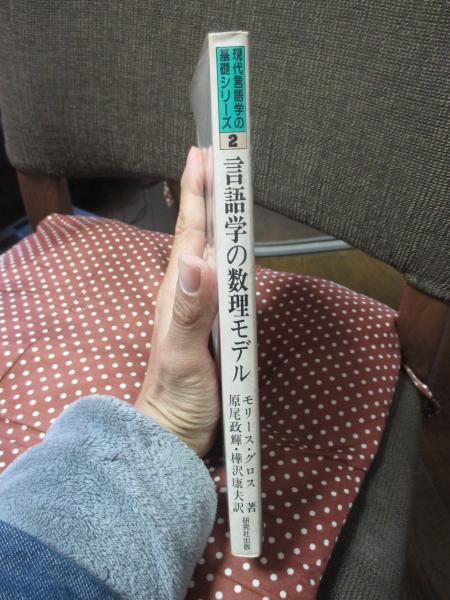 現代言語学の
基礎シリーズ
2
言語学の数理モデル
モリース・グロス 著
原尾政輝・樺沢康夫訳
研究社出版